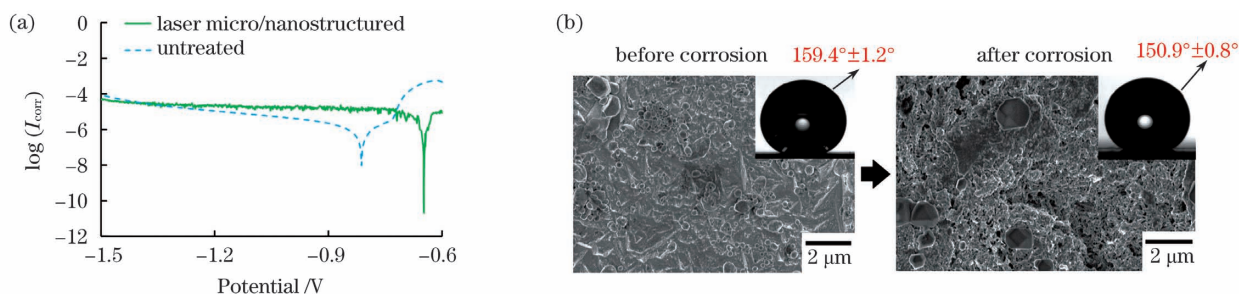 (a)
laser micro/nanostructured
untreated
0
−2
−4
−6
−8
−10
−12
log (Icorr)
−1.5
−1.2
−0.9
−0.6
Potential /V
(b)
before corrosion
159.4°±1.2°
2 μm
after corrosion
150.9°±0.8°
2 μm